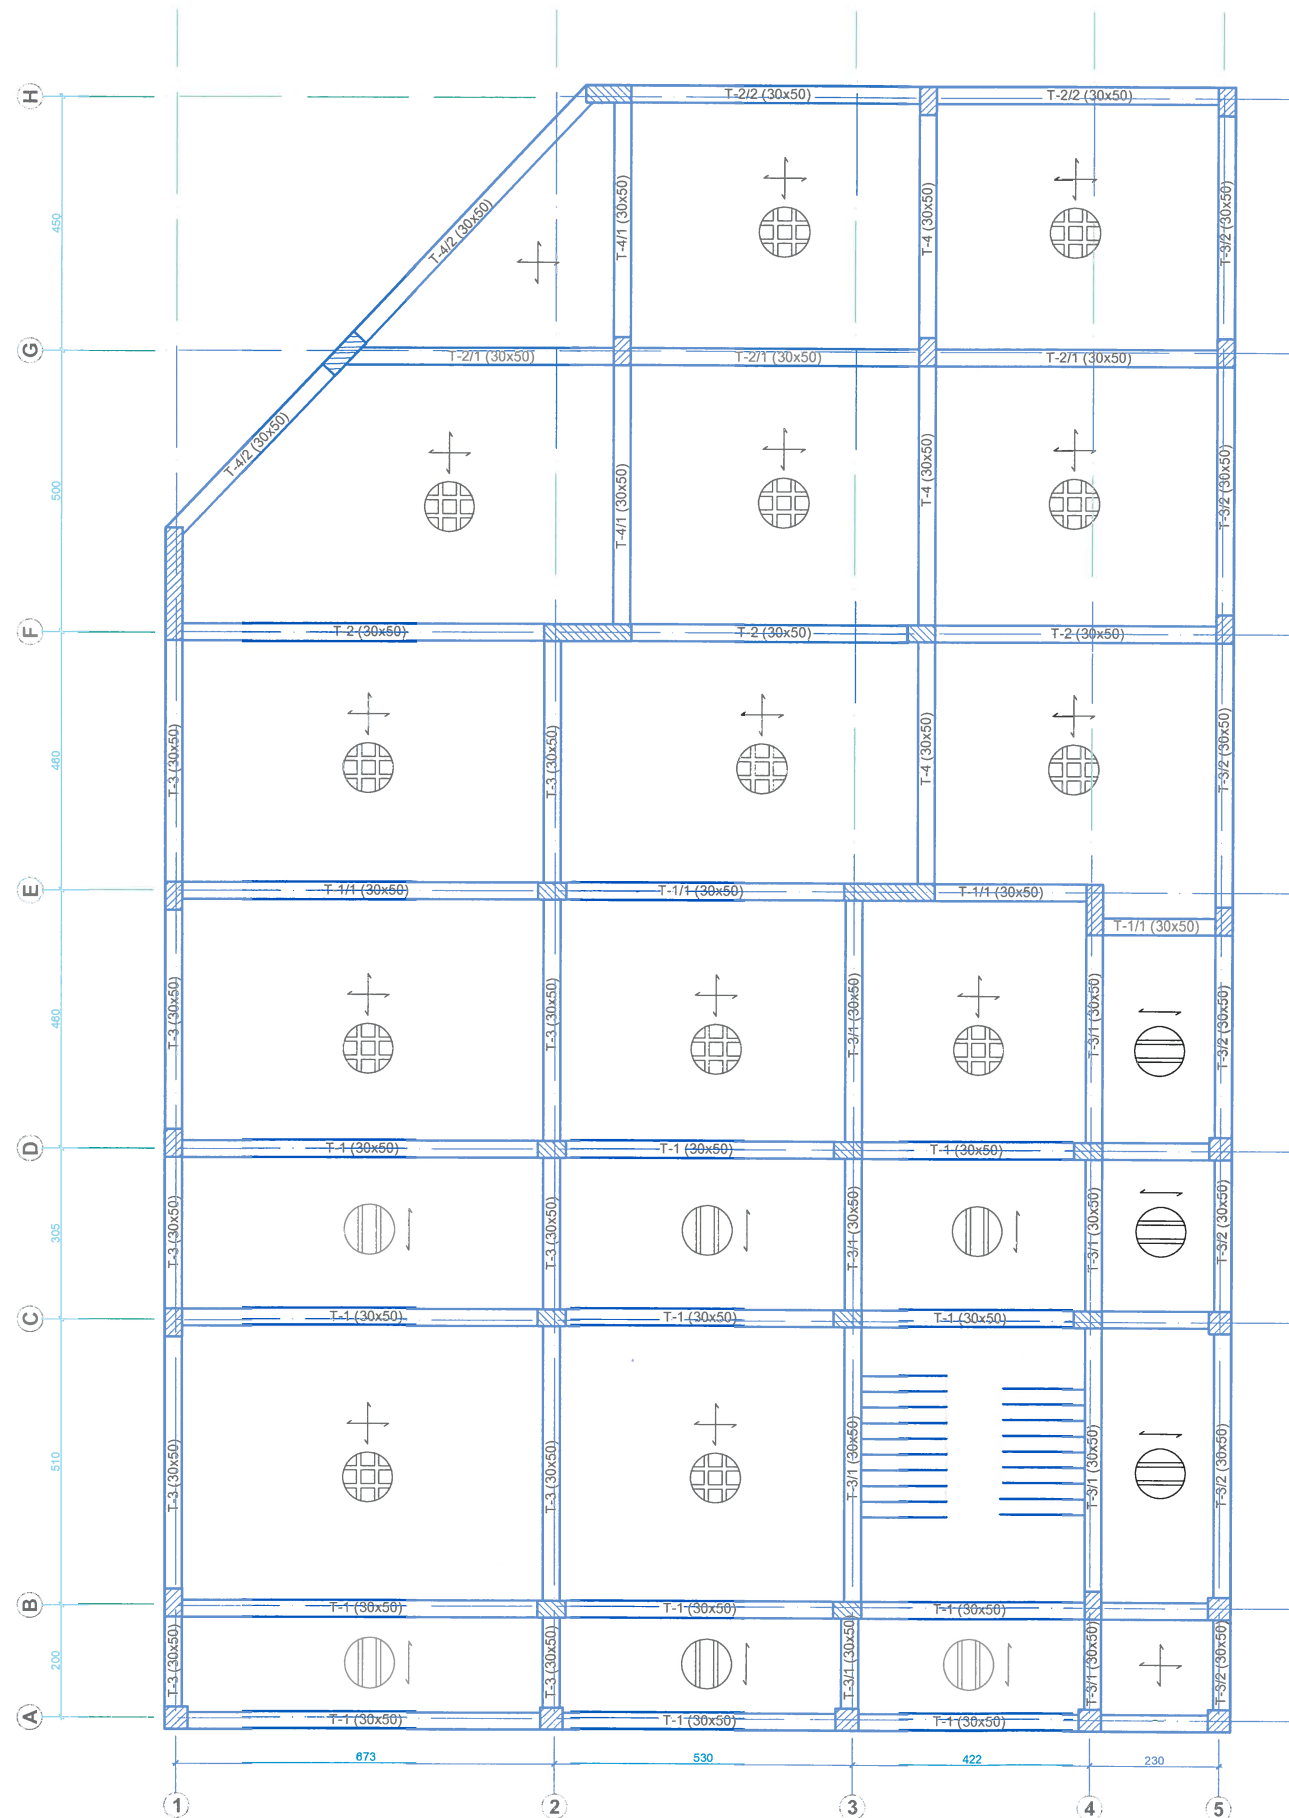 H
T-2/2 (30x50)
T-2/2 (30x50)
450
T-4/2 (30x50)
T-4/1 (30x50)
T-4 (30x50)
T-3/2 (30x50)
G
T-2/1 (30x50)
T-2/1 (30x50)
T-2/1 (30x50)
500
T-4/2 (30x50)
T-4/1 (30x50)
T-4 (30x50)
T-3/2 (30x50)
F
T-2 (30x50)
T-2 (30x50)
T-2 (30x50)
460
T-3 (30x50)
T-3 (30x50)
T-4 (30x50)
T-3/2 (30x50)
E
T-1/1 (30x50)
T-1/1 (30x50)
T-1/1 (30x50)
T-1/1 (30x50)
460
T-3 (30x50)
T-3 (30x50)
T-3/1 (30x50)
T-3/1 (30x50)
T-3/2 (30x50)
D
T-1 (30x50)
T-1 (30x50)
T-1 (30x50)
305
T-3 (30x50)
T-3 (30x50)
T-3/1 (30x50)
T-3/1 (30x50)
T-3/2 (30x50)
C
T-1 (30x50)
T-1 (30x50)
T-1 (30x50)
510
T-3 (30x50)
T-3 (30x50)
T-3/1 (30x50)
T-3/1 (30x50)
T-3/2 (30x50)
B
T-1 (30x50)
T-1 (30x50)
T-1 (30x50)
200
T-3 (30x50)
T-3 (30x50)
T-3/1 (30x50)
T-3/1 (30x50)
T-3/2 (30x50)
A
T-1 (30x50)
T-1 (30x50)
T-1 (30x50)
673
530
422
230
1
2
3
4
5